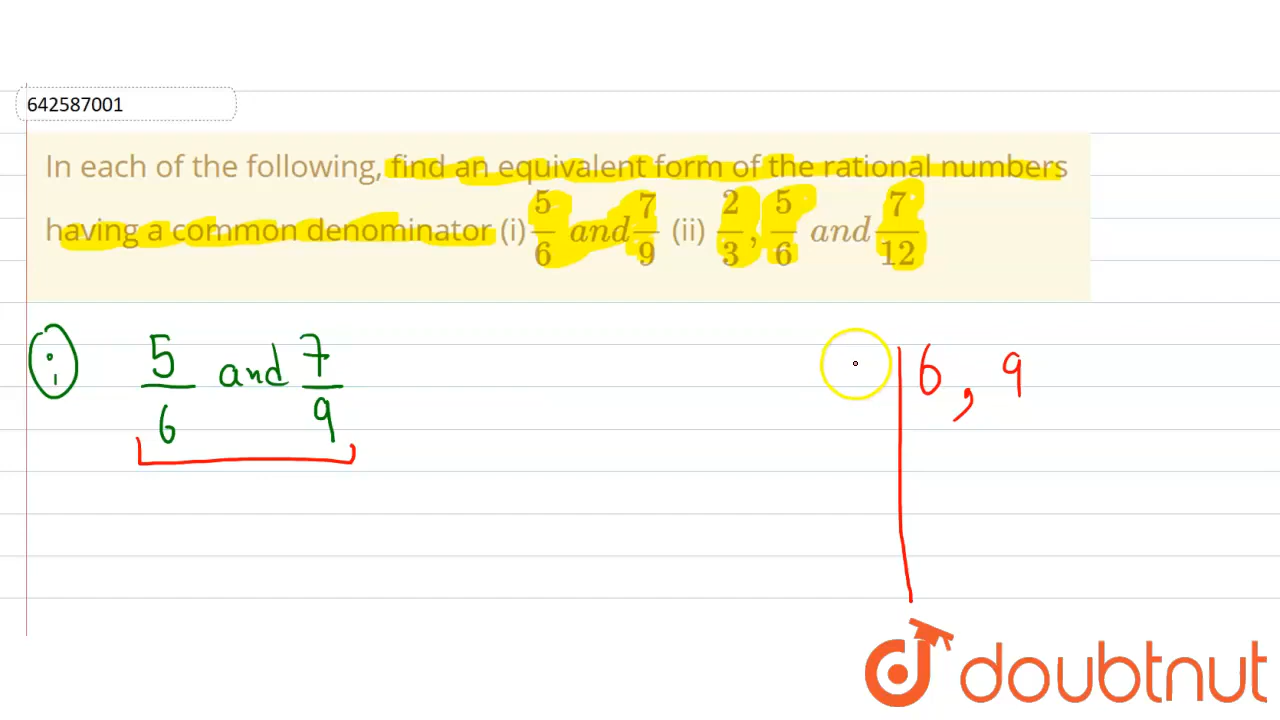 642587001
In each of the following, find an equivalent form of the rational numbers
having a common denominator (i) 5/6 and 7/9 (ii) 2/3, 5/6 and 7/12
i 5/6 and 7/9
6, 9
doubtnut